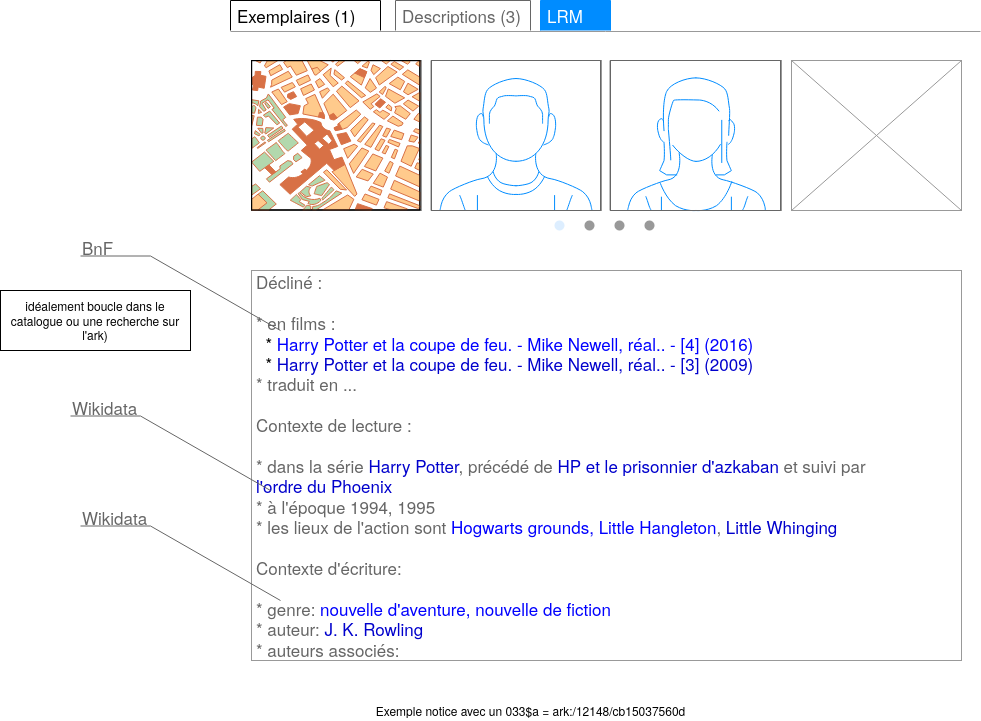 Exemplaires (1)
Descriptions (3)
LRM
BnF
idéalement boucle dans le
catalogue ou une recherche sur
l'ark)
Wikidata
Wikidata
Décliné :
* en films :
* Harry Potter et la coupe de feu. - Mike Newell, réal.. - [4] (2016)
* Harry Potter et la coupe de feu. - Mike Newell, réal.. - [3] (2009)
* traduit en ...
Contexte de lecture :
* dans la série Harry Potter, précédé de HP et le prisonnier d'azkaban et suivi par
l'ordre du Phoenix
* à l'époque 1994, 1995
* les lieux de l'action sont Hogwarts grounds, Little Hangleton, Little Whinging
Contexte d'écriture:
* genre: nouvelle d'aventure, nouvelle de fiction
* auteur: J. K. Rowling
* auteurs associés:
Exemple notice avec un 033$a = ark:/12148/cb15037560d